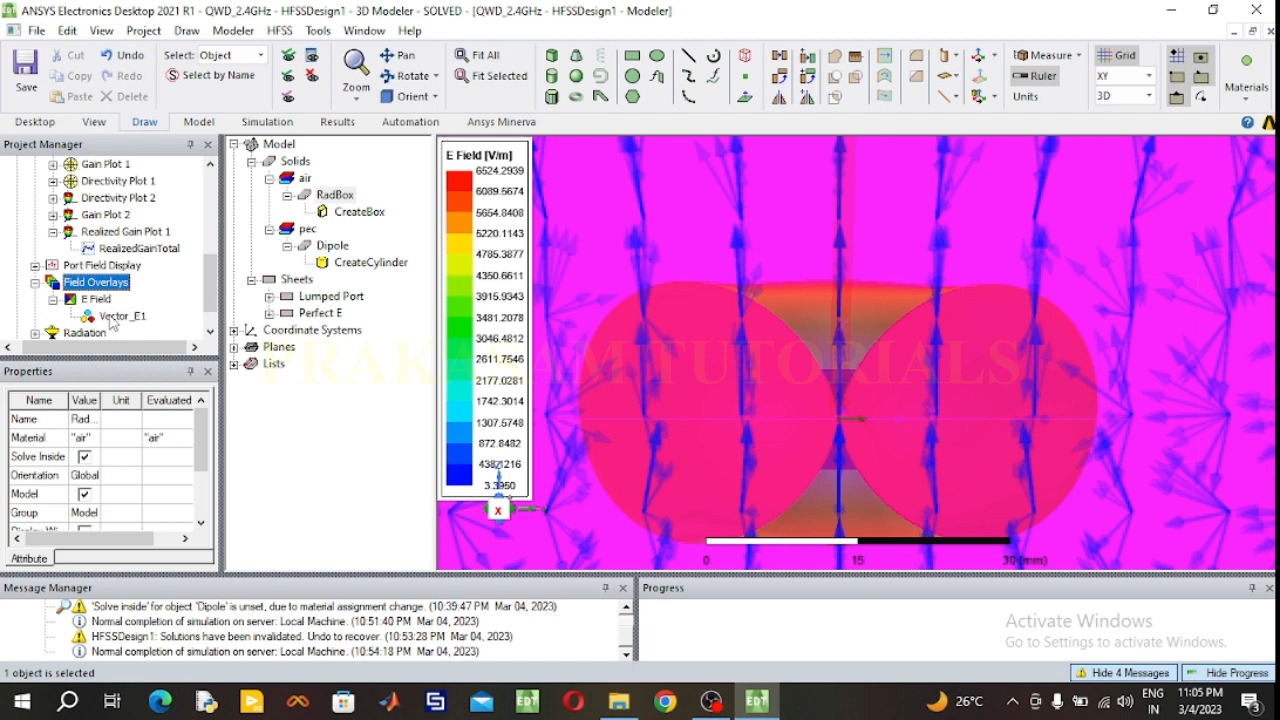 ANSYS Electronics Desktop 2021 R1 - QWD_2.4GHz - HFSSDesign1 - 3D Modeler - SOLVED - [QWD_2.4GHz - HFSSDesign1 - Modeler]
File Edit View Project Draw Modeler HFSS Tools Window Help
Save
Cut
Copy
Paste
Undo
Redo
Delete
Select: Object
Select by Name
Zoom
Pan
Rotate
Orient
Fit All
Fit Selected
Measure
Ruler
Units
Grid
XY
3D
Materials
Desktop View Draw Model Simulation Results Automation Ansys Minerva
Project Manager
Gain Plot 1
Directivity Plot 1
Directivity Plot 2
Gain Plot 2
Realized Gain Plot 1
RealizedGainTotal
Port Field Display
Field Overlays
E Field
Vector_E1
Radiation
Properties
Name Value Unit Evaluated
Name Rad...
Material "air" "air"
Solve Inside
Orientation Global
Model
Group Model
Attribute
Model
Solids
air
RadBox
CreateBox
pec
Dipole
CreateCylinder
Sheets
Lumped Port
Perfect E
Coordinate Systems
Planes
Lists
E Field [V/m]
6524.2939
6089.5674
5654.8408
5220.1143
4785.3877
4350.6611
3915.9343
3481.2078
3046.4812
2611.7546
2177.0281
1742.3014
1307.5748
872.8482
X
0 15 30 (mm)
PRAKALAM TUTORIALS
Message Manager
'Solve inside' for object 'Dipole' is unset, due to material assignment change. (10:39:47 PM Mar 04, 2023)
Normal completion of simulation on server: Local Machine. (10:51:40 PM Mar 04, 2023)
HFSSDesign1: Solutions have been invalidated. Undo to recover. (10:53:28 PM Mar 04, 2023)
Normal completion of simulation on server: Local Machine. (10:54:18 PM Mar 04, 2023)
Progress
Activate Windows
Go to Settings to activate Windows.
1 object is selected
Hide 4 Messages
Hide Progress
26°C
ENG
IN
11:05 PM
3/4/2023
3